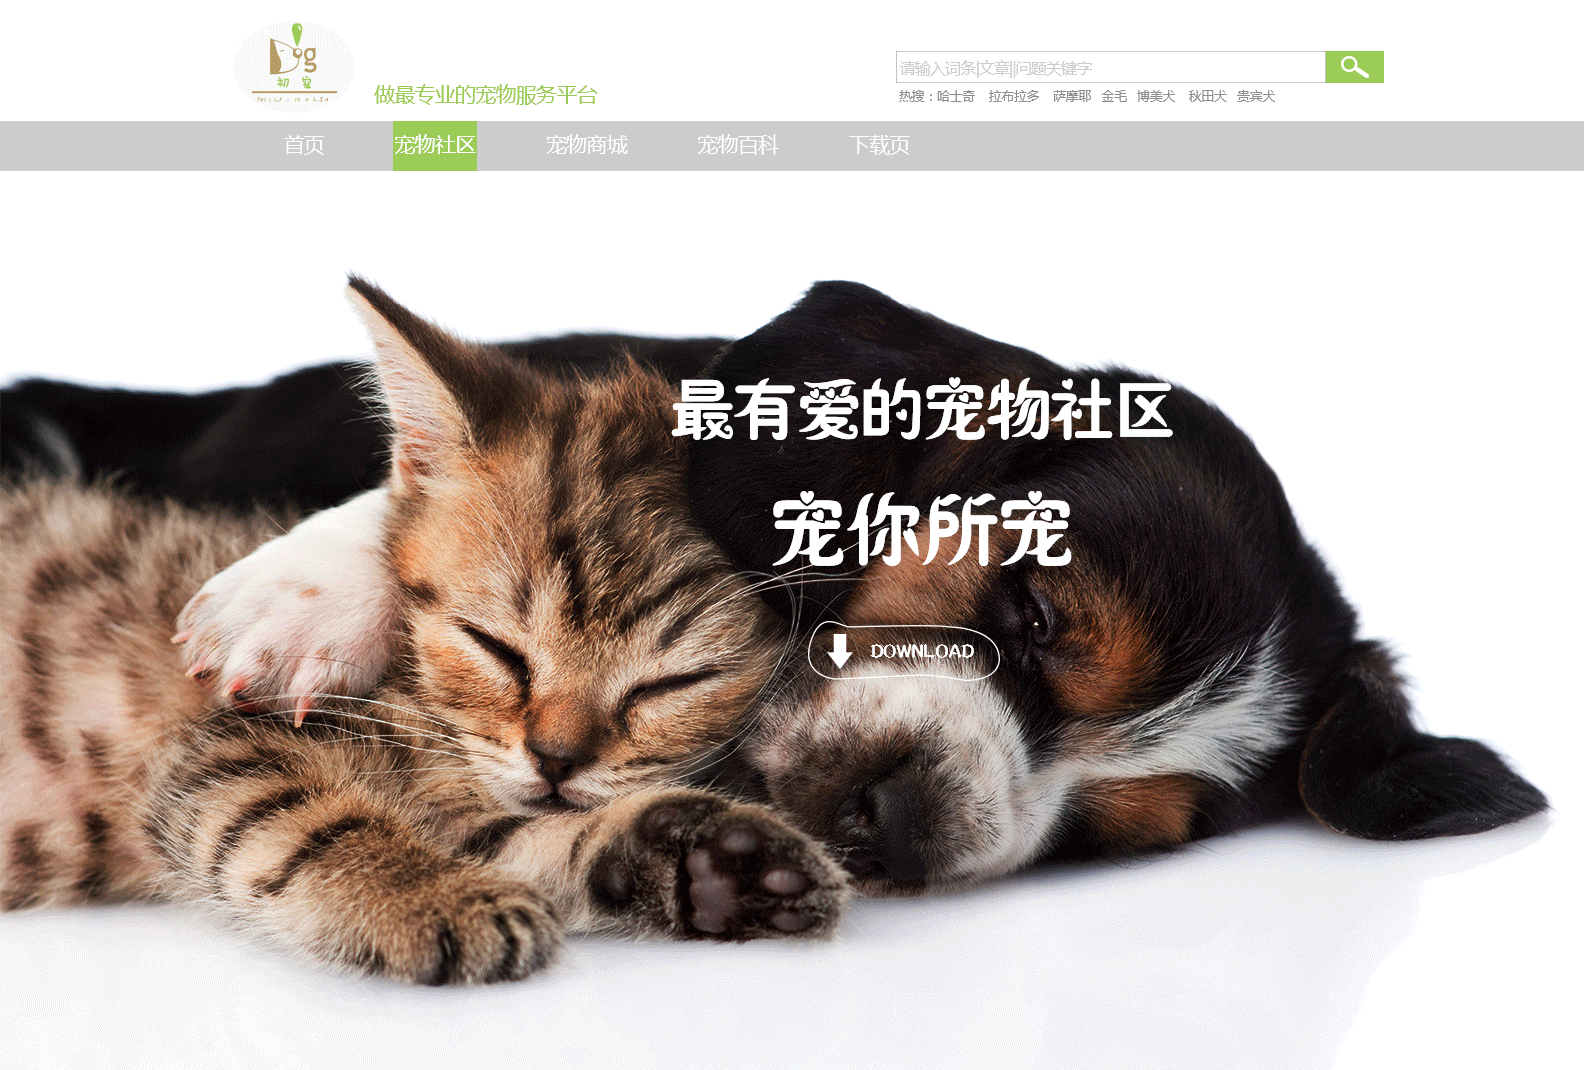 Dog
初宠
做最专业的宠物服务平台
请输入词条|文章||问题关键字
热搜：哈士奇 拉布拉多 萨摩耶 金毛 博美犬 秋田犬 贵宾犬
首页 宠物社区 宠物商城 宠物百科 下载页
最有爱的宠物社区
宠你所宠
DOWNLOAD